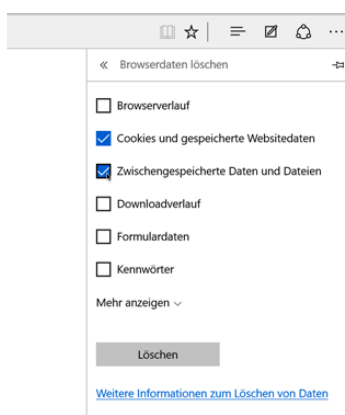 Browserdaten löschen
Browserverlauf
Cookies und gespeicherte Websitedaten
Zwischengespeicherte Daten und Dateien
Downloadverlauf
Formulardaten
Kennwörter
Mehr anzeigen
Löschen
Weitere Informationen zum Löschen von Daten